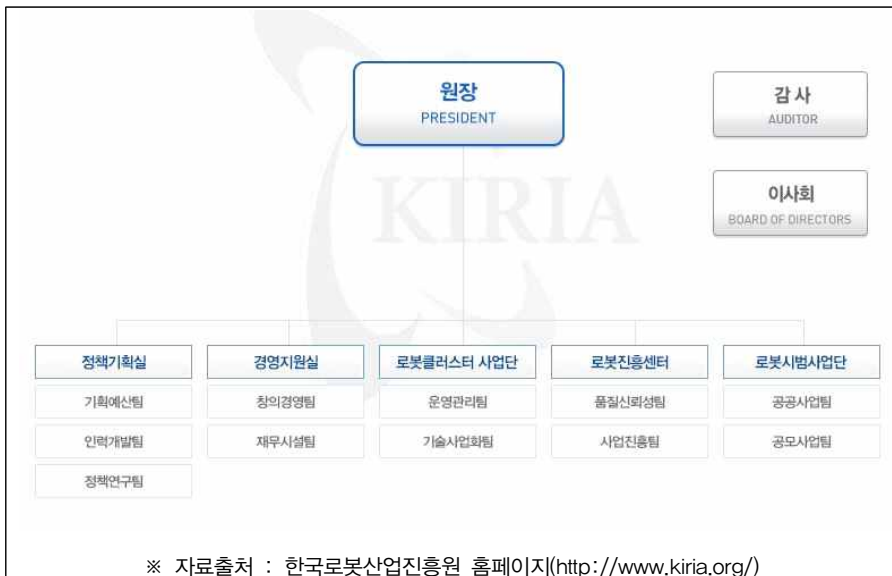 원장
PRESIDENT
감사
AUDITOR
이사회
BOARD OF DIRECTORS
KIRIA
정책기획실 경영지원실 로봇클러스터 사업단 로봇진흥센터 로봇시범사업단
기획예산팀 창의경영팀 운영관리팀 품질신뢰성팀 공공사업팀
인력개발팀 재무시설팀 기술사업화팀 사업진흥팀 공모사업팀
정책연구팀
※ 자료출처 : 한국로봇산업진흥원 홈페이지(http://www.kiria.org/)